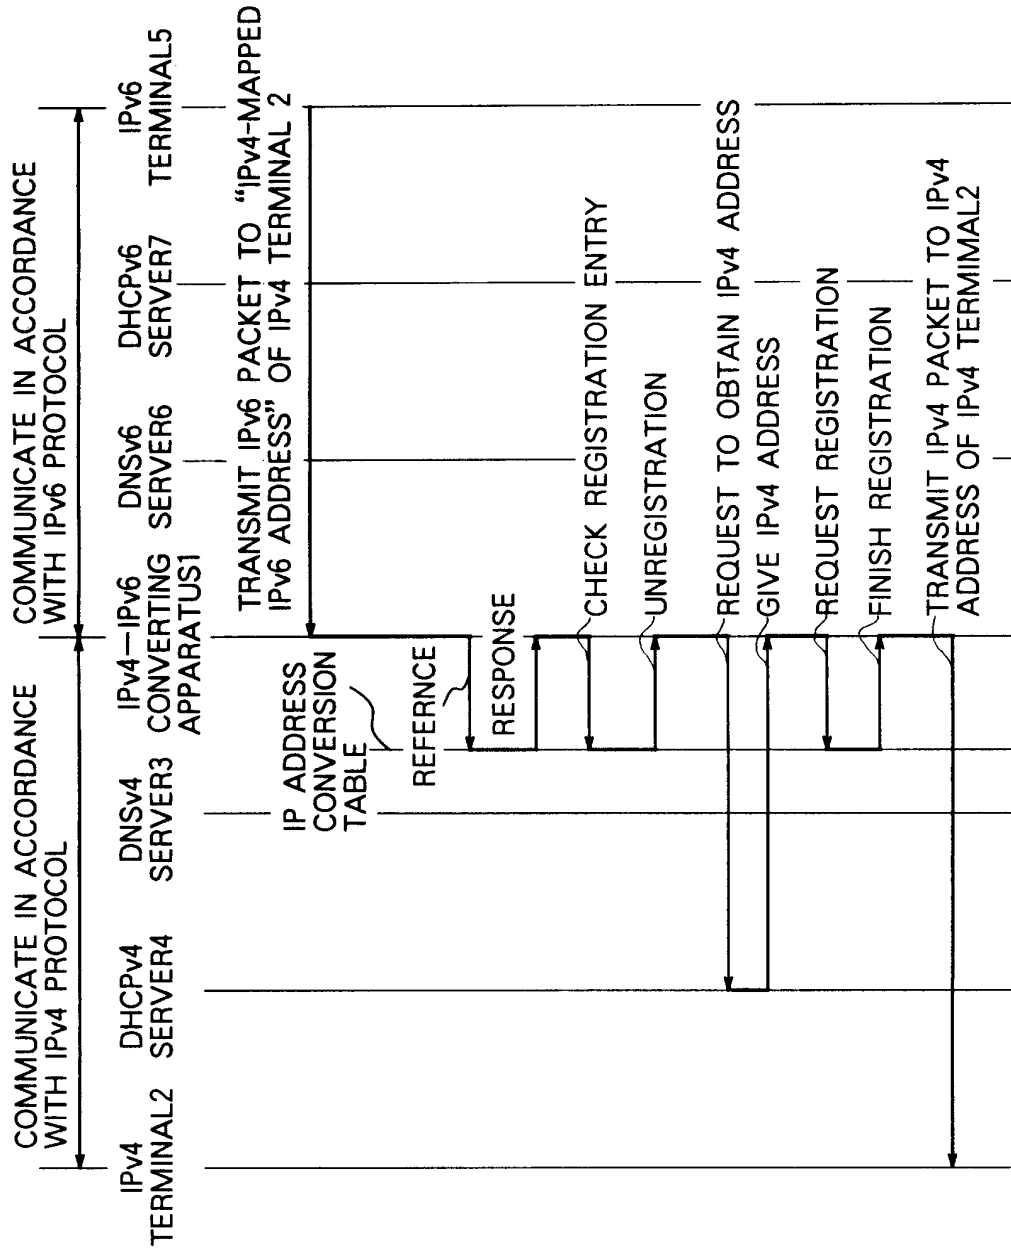 COMMUNICATE IN ACCORDANCE
WITH IPv4 PROTOCOL
COMMUNICATE IN ACCORDANCE
WITH IPv6 PROTOCOL
IPv4
TERMINAL2
DHCPv4
SERVER4
DNSv4
SERVER3
IPv4—IPv6
CONVERTING
APPARATUS1
DNSv6
SERVER6
DHCPv6
SERVER7
IPv6
TERMINAL5
TRANSMIT IPv6 PACKET TO "IPv4-MAPPED
IPv6 ADDRESS" OF IPv4 TERMINAL 2
IP ADDRESS
CONVERSION
TABLE
REFERNCE
RESPONSE
CHECK REGISTRATION ENTRY
UNREGISTRATION
REQUEST TO OBTAIN IPv4 ADDRESS
GIVE IPv4 ADDRESS
REQUEST REGISTRATION
FINISH REGISTRATION
TRANSMIT IPv4 PACKET TO IPv4
ADDRESS OF IPv4 TERMIMAL2